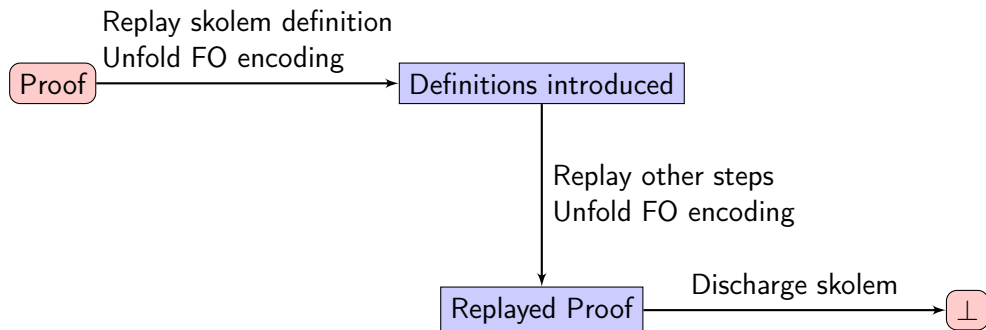 Replay skolem definition
Unfold FO encoding
Proof
Definitions introduced
Replay other steps
Unfold FO encoding
Discharge skolem
Replayed Proof
⊥